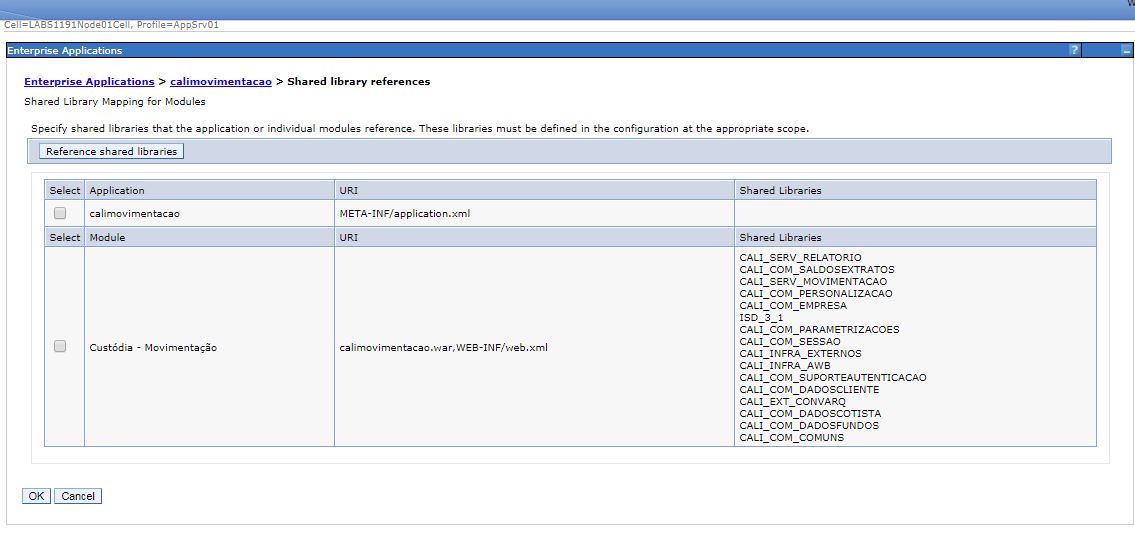 Cell=LABS1191Node01Cell, Profile=AppSrv01
Enterprise Applications
?
Enterprise Applications > calimovimentacao > Shared library references
Shared Library Mapping for Modules
Specify shared libraries that the application or individual modules reference. These libraries must be defined in the configuration at the appropriate scope.
Reference shared libraries
Select Application URI Shared Libraries
calimovimentacao META-INF/application.xml
Select Module URI Shared Libraries
Custódia - Movimentação calimovimentacao.war,WEB-INF/web.xml
CALI_SERV_RELATORIO
CALI_COM_SALDOSEXTRATOS
CALI_SERV_MOVIMENTACAO
CALI_COM_PERSONALIZACAO
CALI_COM_EMPRESA
ISD_3_1
CALI_COM_PARAMETRIZACOES
CALI_COM_SESSAO
CALI_INFRA_EXTERNOS
CALI_INFRA_AWB
CALI_COM_SUPORTEAUTENTICACAO
CALI_COM_DADOSCLIENTE
CALI_EXT_CONVARQ
CALI_COM_DADOSCOTISTA
CALI_COM_DADOSFUNDOS
CALI_COM_COMUNS
OK Cancel